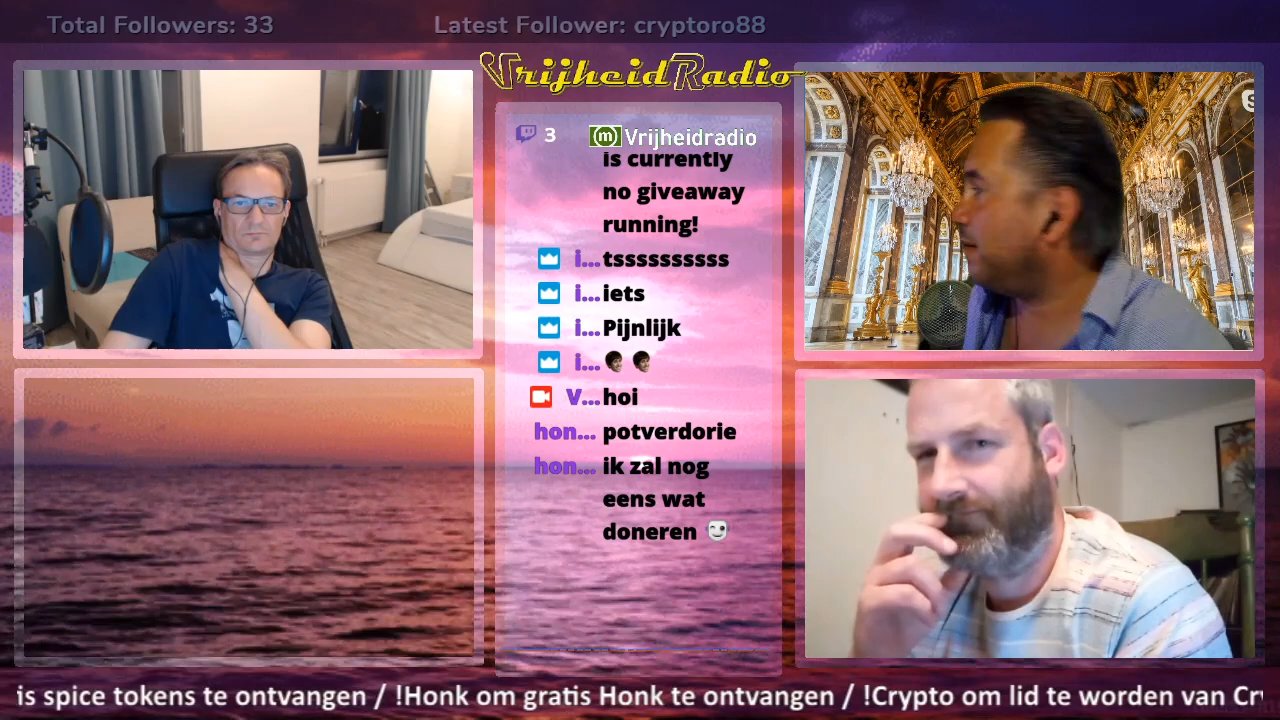 Total Followers: 33
Latest Follower: cryptoro88
VrijheidRadio
3
(m) Vrijheidradio
is currently
no giveaway
running!
i... tssssssssss
i... iets
i... Pijnlijk
i...
V... hoi
hon... potverdorie
hon... ik zal nog
eens wat
doneren
is spice tokens te ontvangen / !Honk om gratis Honk te ontvangen / !Crypto om lid te worden van Cr